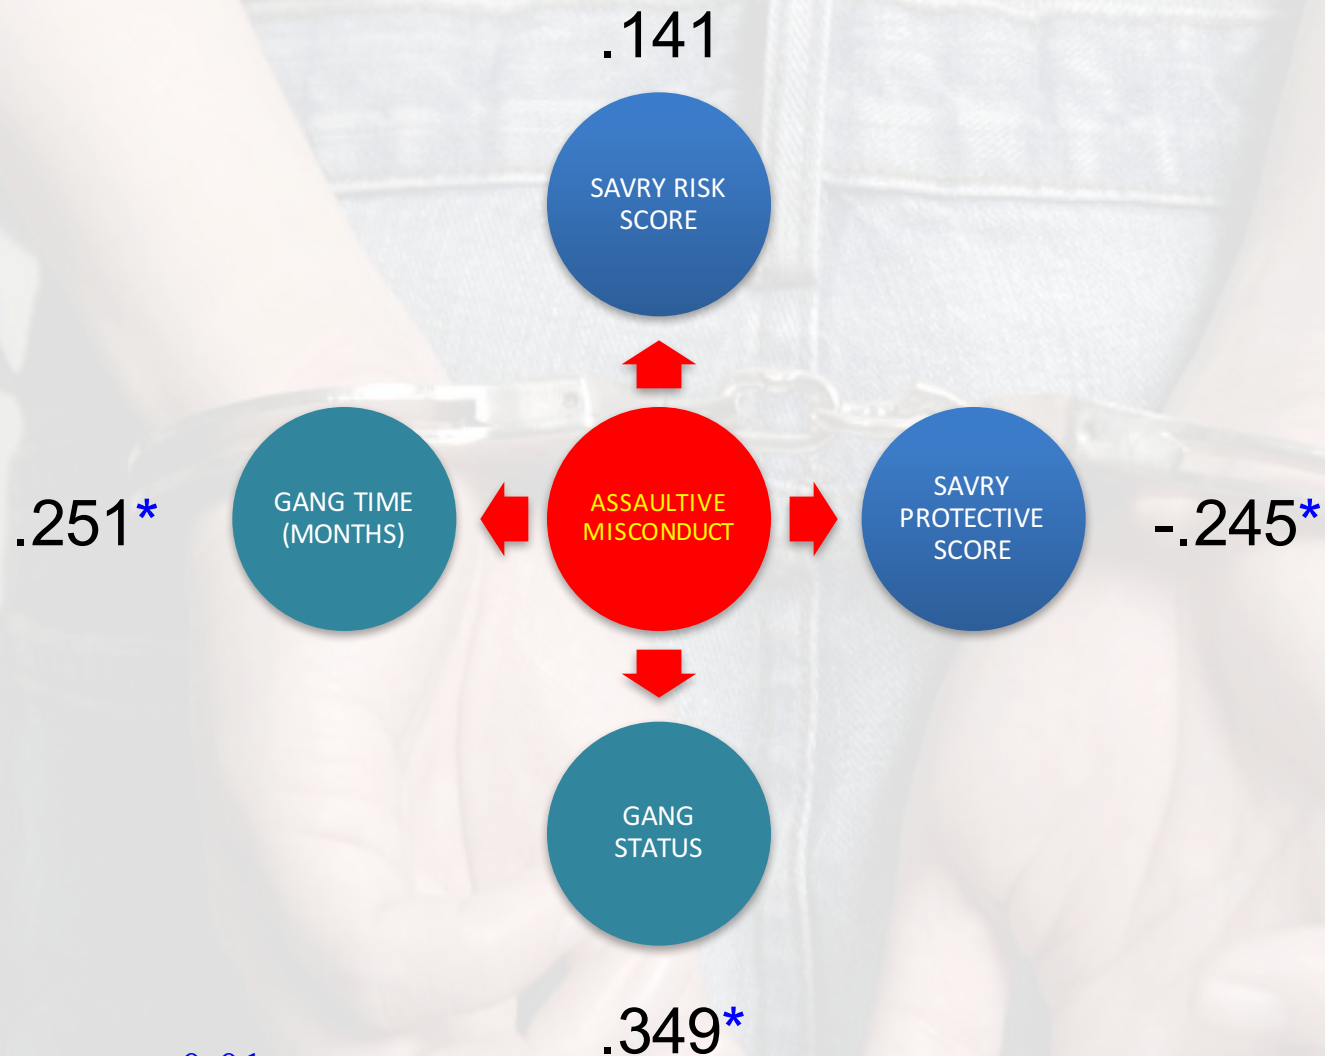 .141
SAVRY RISK
SCORE
.251*
GANG TIME
(MONTHS)
ASSAULTIVE
MISCONDUCT
SAVRY
PROTECTIVE
SCORE
-.245*
GANG
STATUS
.349*